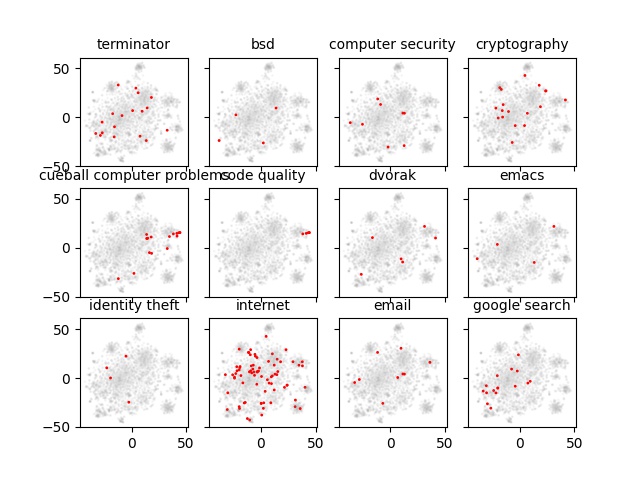 terminator
bsd
computer security
cryptography
50
0
−50
cueball computer problems
code quality
dvorak
emacs
50
0
−50
identity theft
internet
email
google search
50
0
−50
0 50
0 50
0 50
0 50